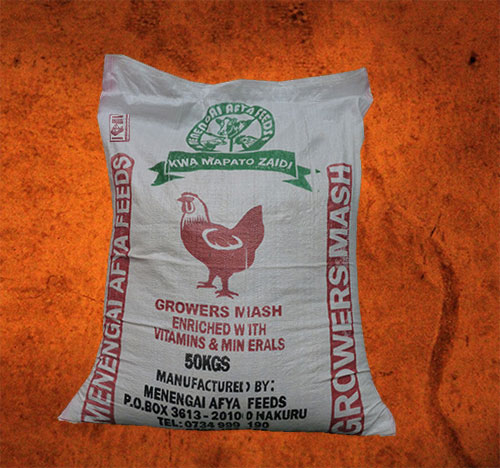 MENENGAI AFYA FEEDS
KWA MAPATO ZAIDI
MENENGAI AFYA FEEDS
GROWERS MASH
GROWERS MASH
ENRICHED WITH
VITAMINS & MINERALS
50KGS
MANUFACTURED BY:
MENENGAI AFYA FEEDS
P.O.BOX 3613 - 20100 NAKURU
TEL: 0734 999 190